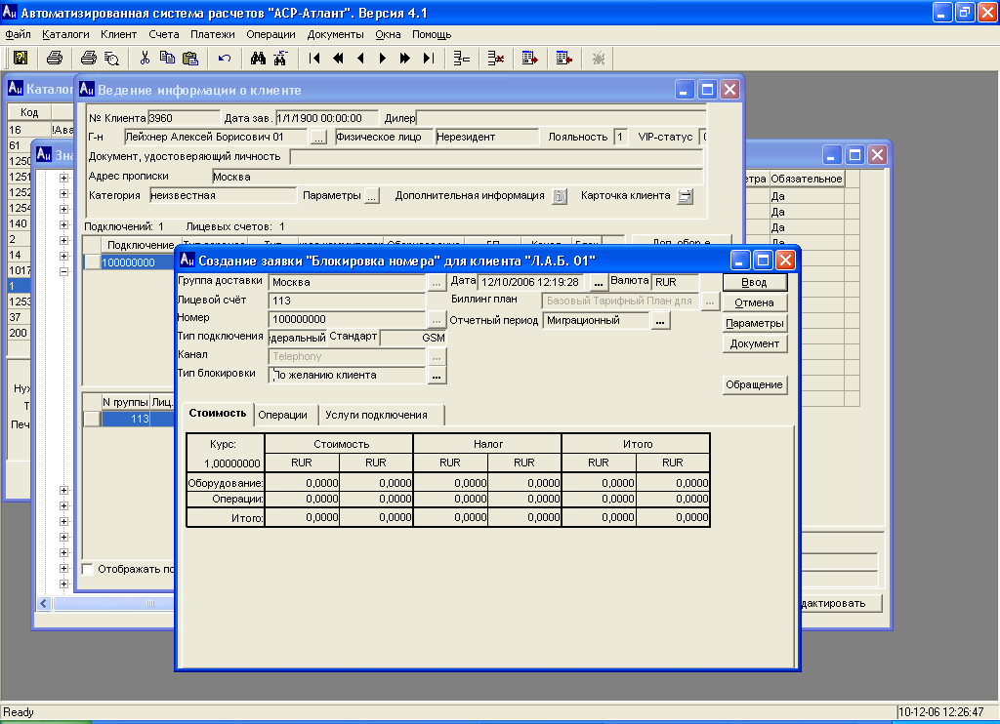 Автоматизированная система расчетов "АСР-Атлант". Версия 4.1
Файл Каталоги Клиент Счета Платежи Операции Документы Окна Помощь
Ведение информации о клиенте
№ Клиента 3960 Дата зав. 1/1/1900 00:00:00 Дилер
Г-н Лейхнер Алексей Борисович 01 ... Физическое лицо Нерезидент Лояльность 1 VIP-статус
Документ, удостоверяющий личность
Адрес прописки Москва
Категория неизвестная Параметры ... Дополнительная информация Карточка клиента
Подключений: 1 Лицевых счетов: 1
Подключение
100000000
N группы Лиц.
113
Отображать
Код
16
61
1250
1251
1252
1254
140
2
14
1017
1
1253
37
200
Обязательное
Да
Да
Да
Да
Создание заявки "Блокировка номера" для клиента "Л.А.Б. 01"
Группа доставки Москва ... Дата 12/10/2006 12:19:28 ... Валюта RUR Ввод
Лицевой счёт 113 Биллинг план Базовый Тарифный План для ... Отмена
Номер 100000000 ... Отчетный период Миграционный ... Параметры
Тип подключения деральный Стандарт GSM Документ
Канал Telephony ...
Тип блокировки По желанию клиента ... Обращение
Стоимость Операции Услуги подключения
Курс: Стоимость Налог Итого
1,00000000 RUR RUR RUR RUR RUR RUR
Оборудование: 0,0000 0,0000 0,0000 0,0000 0,0000 0,0000
Операции: 0,0000 0,0000 0,0000 0,0000 0,0000 0,0000
Итого: 0,0000 0,0000 0,0000 0,0000 0,0000 0,0000
Ready 10-12-06 12:26:47